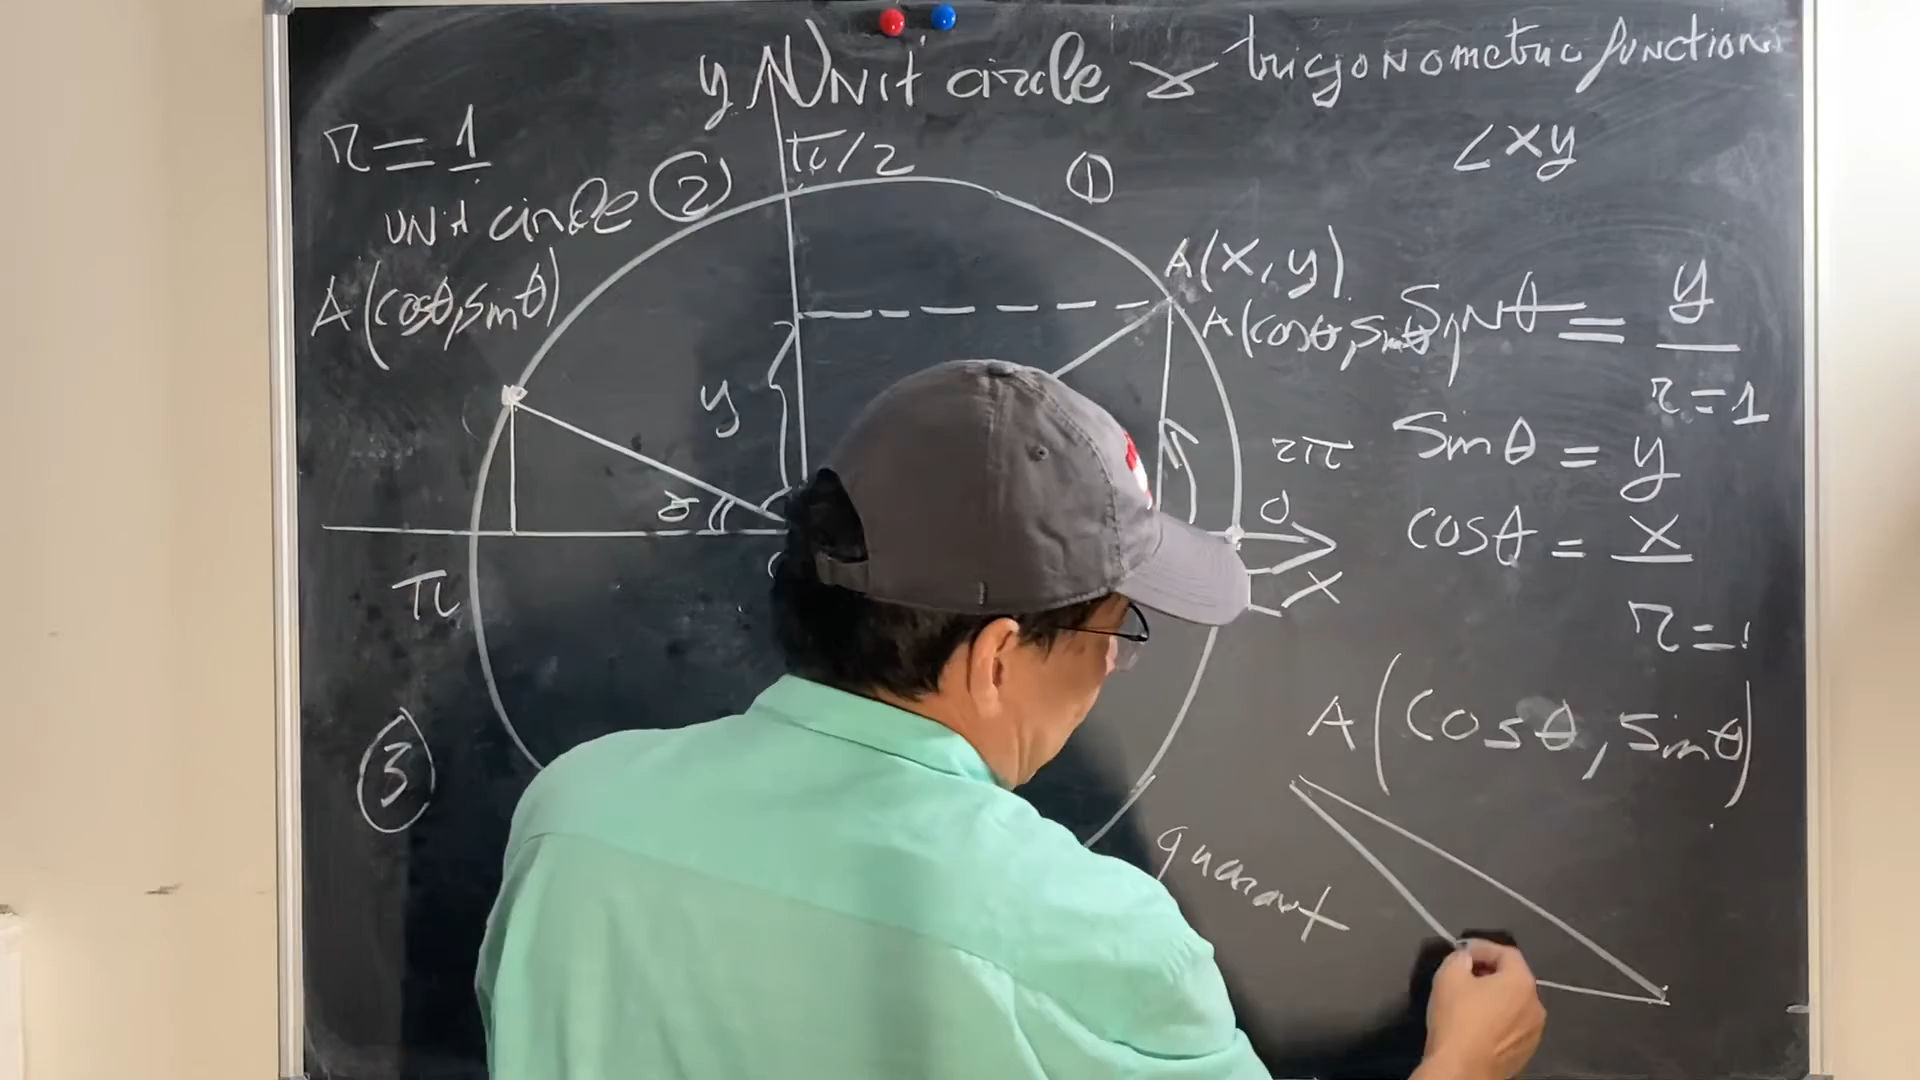 y Unit circle & trigonometric functions
r = 1
π/2
①
<xy
unit circle ②
A(x, y)
A(cosθ, sinθ)
A(cosθ, sinθ)
Sinθ = y
r = 1
y
2π
Sinθ = y
0
cosθ = x
π
x
r = 1
③
A(cosθ, sinθ)